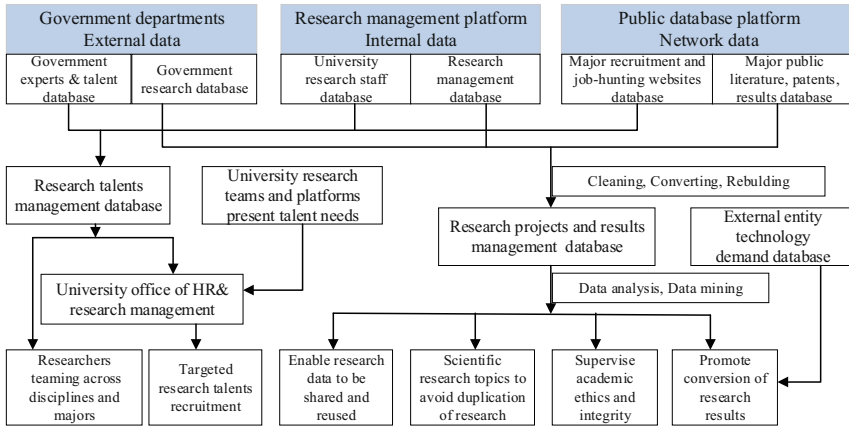 Government departments
External data
Research management platform
Internal data
Public database platform
Network data
Government
experts & talent
database
Government
research database
University
research staff
database
Research
management
database
Major recruitment and
job-hunting websites
database
Major public
literature, patents,
results database
Research talents
management database
University research
teams and platforms
present talent needs
Cleaning, Converting, Rebulding
Research projects and results
management database
External entity
technology
demand database
University office of HR&
research management
Data analysis, Data mining
Researchers
teaming across
disciplines and
majors
Targeted
research talents
recruitment
Enable research
data to be
shared and
reused
Scientific
research topics to
avoid duplication
of research
Supervise
academic
ethics and
integrity
Promote
conversion of
research
results